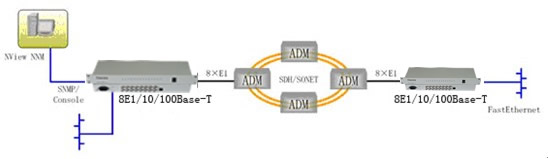 NView NNM
SNMP/
Console
8E1/10/100Base-T
8×E1
ADM
ADM
SDH/SONET
ADM
ADM
8×E1
8E1/10/100Base-T
FastEthernet